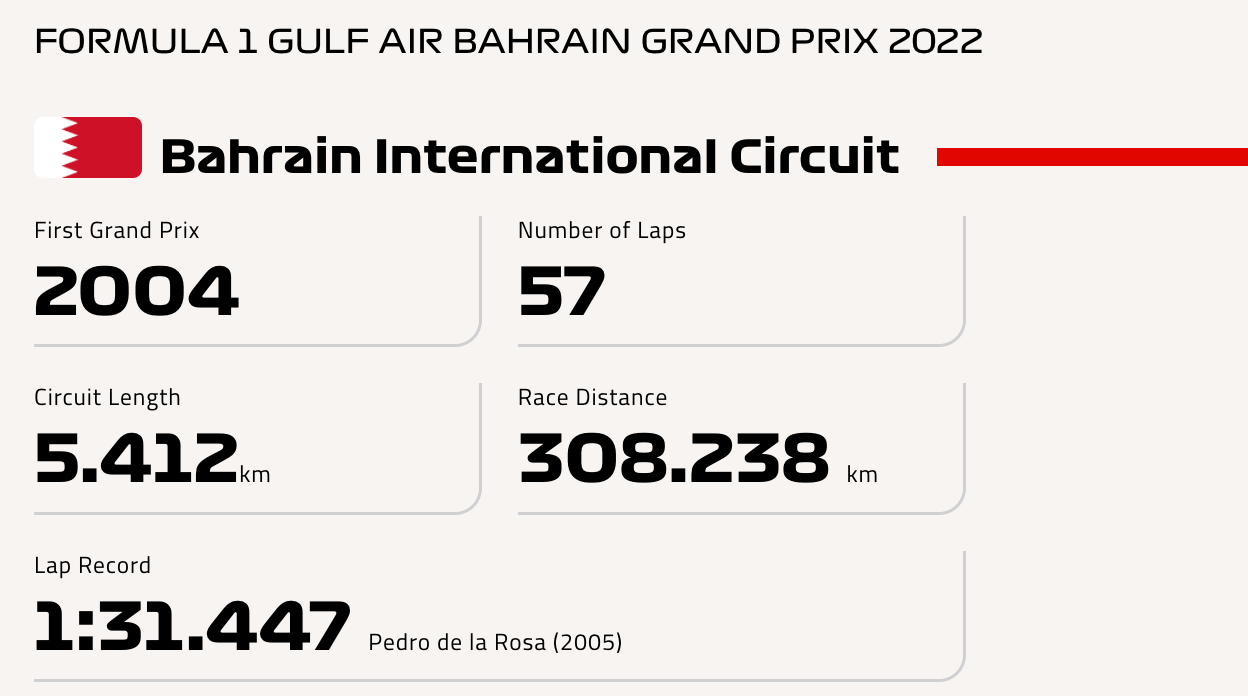 FORMULA 1 GULF AIR BAHRAIN GRAND PRIX 2022
Bahrain International Circuit
First Grand Prix
2004
Number of Laps
57
Circuit Length
5.412km
Race Distance
308.238 km
Lap Record
1:31.447 Pedro de la Rosa (2005)